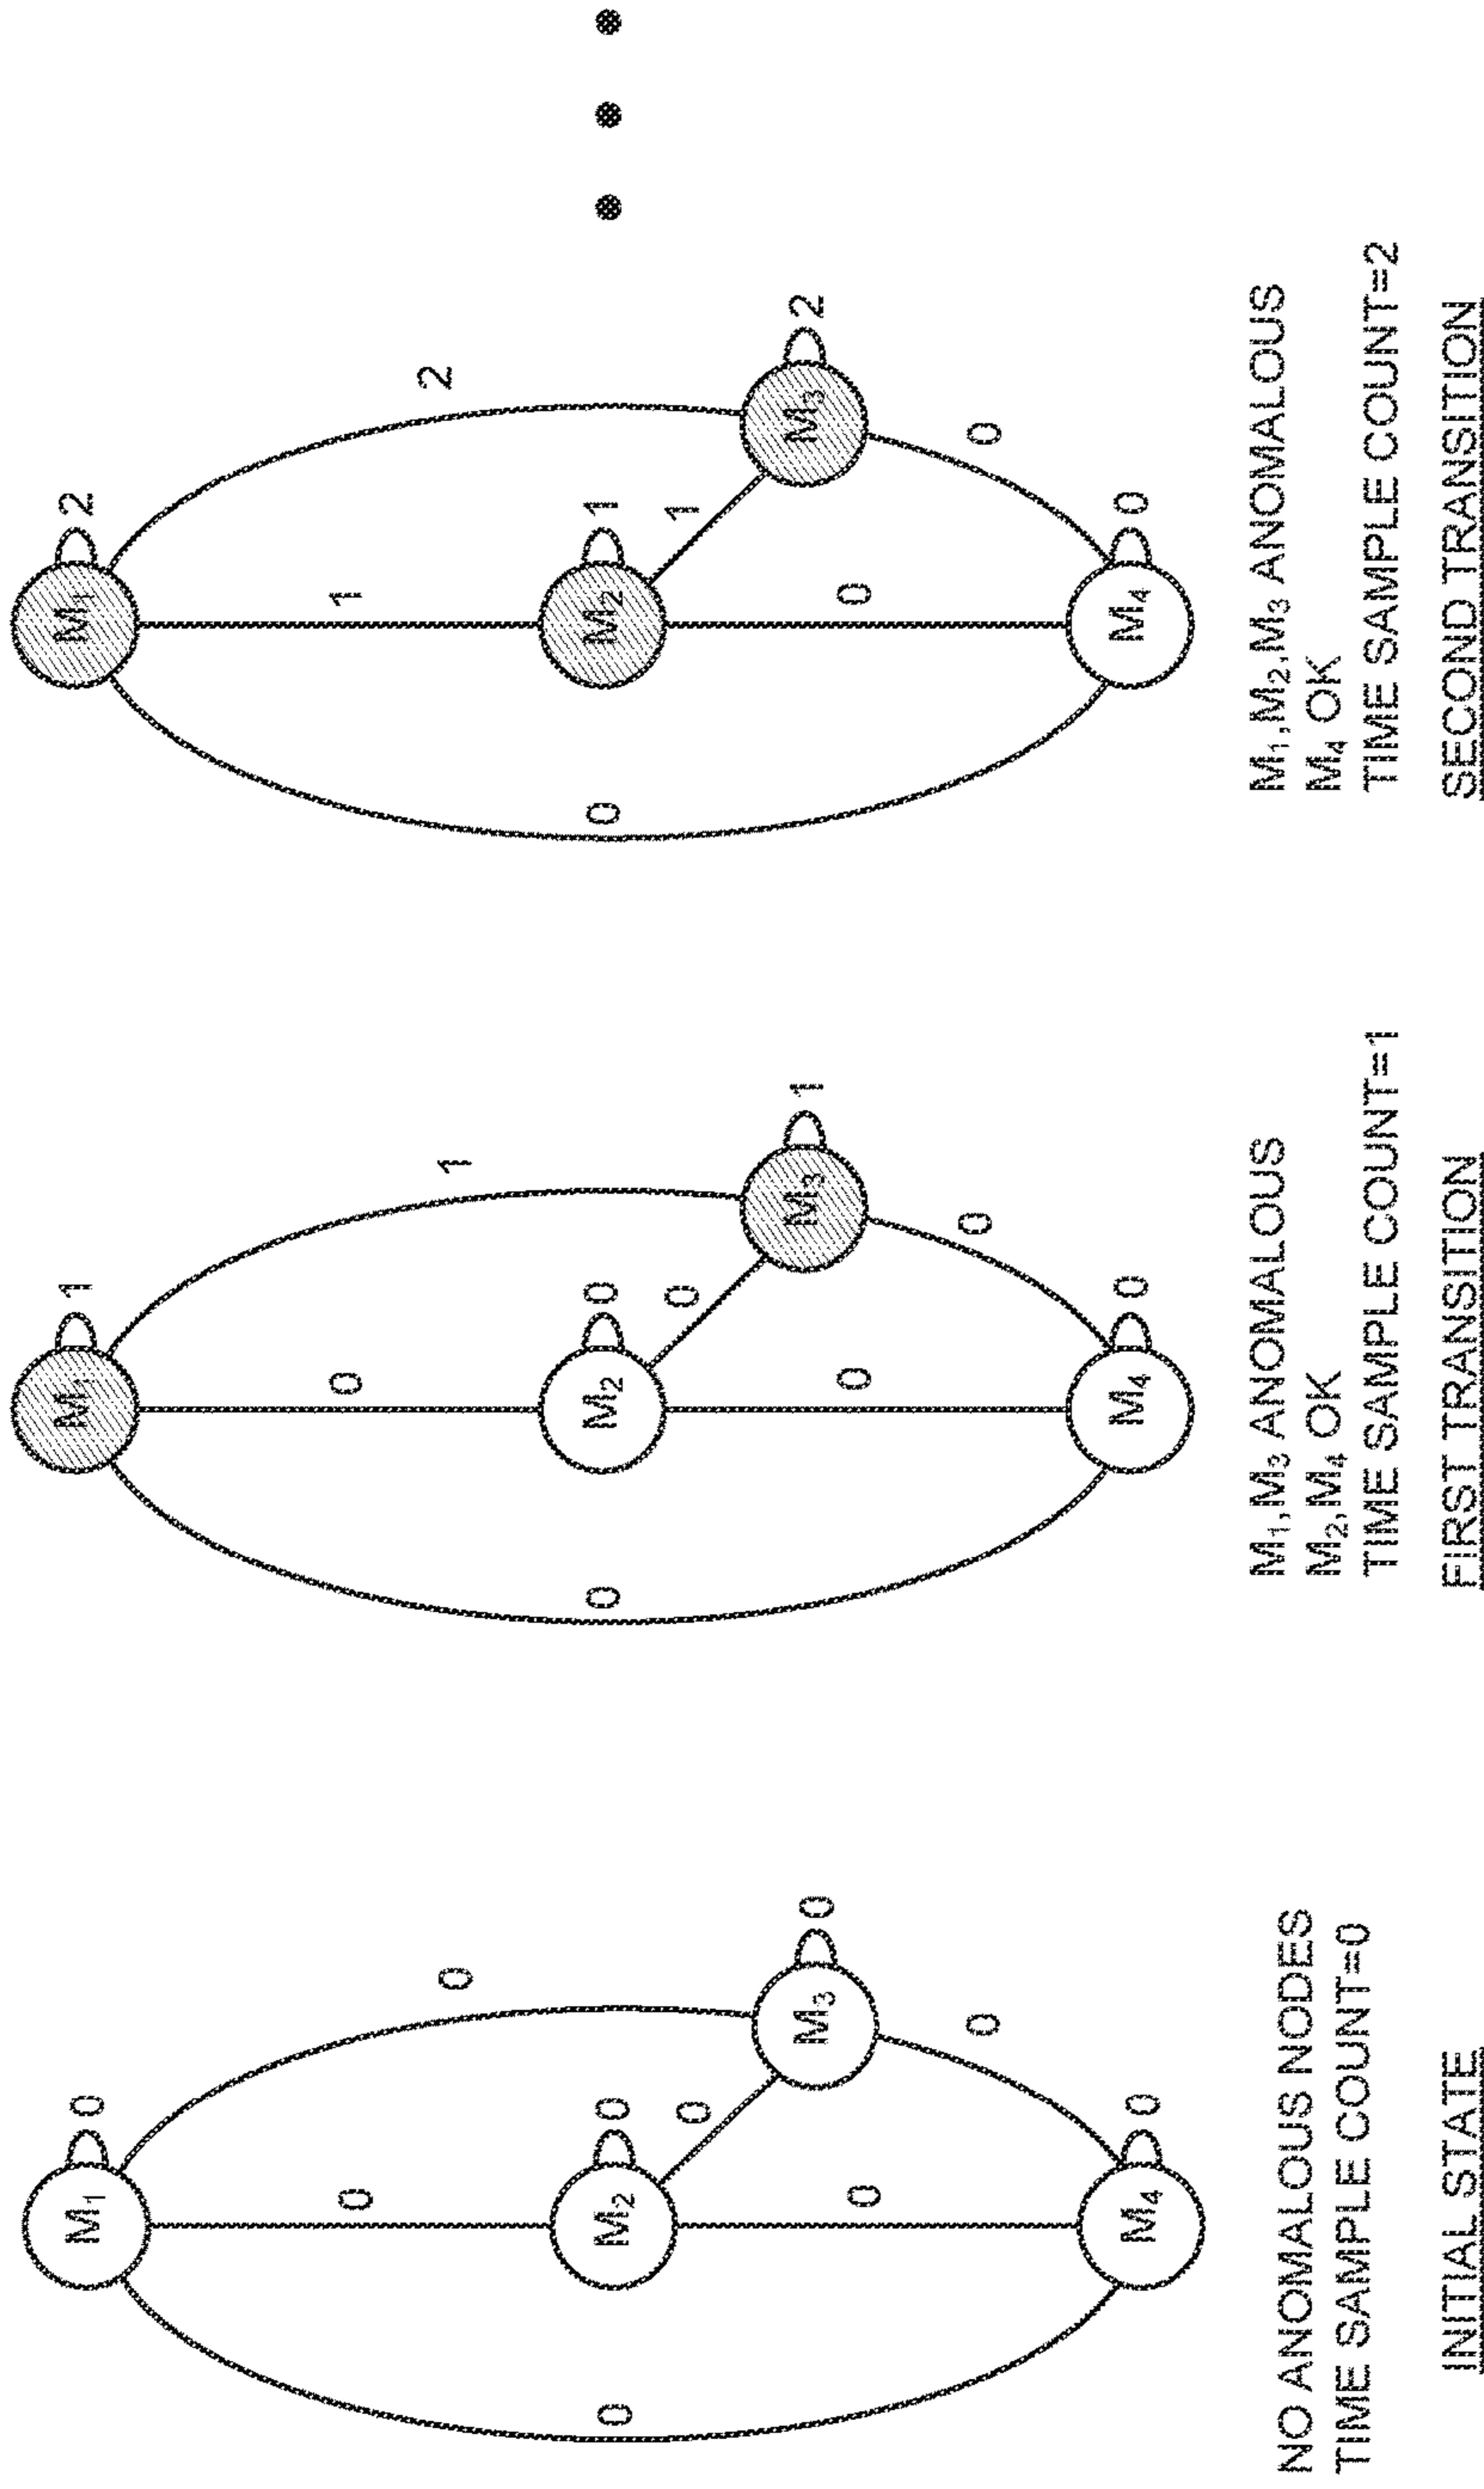 0
M₁
0
0
0
M₂
0
0
M₃
0
0
0
M₄
0
NO ANOMALOUS NODES
TIME SAMPLE COUNT=0
INITIAL STATE
M₁
1
1
0
0
M₂
0
0
M₃
1
0
0
M₄
0
M₁,M₃ ANOMALOUS
M₂,M₄ OK
TIME SAMPLE COUNT=1
FIRST TRANSITION
M₁
2
2
1
0
M₂
1
1
M₃
2
0
0
M₄
0
M₁,M₂,M₃ ANOMALOUS
M₄ OK
TIME SAMPLE COUNT=2
SECOND TRANSITION